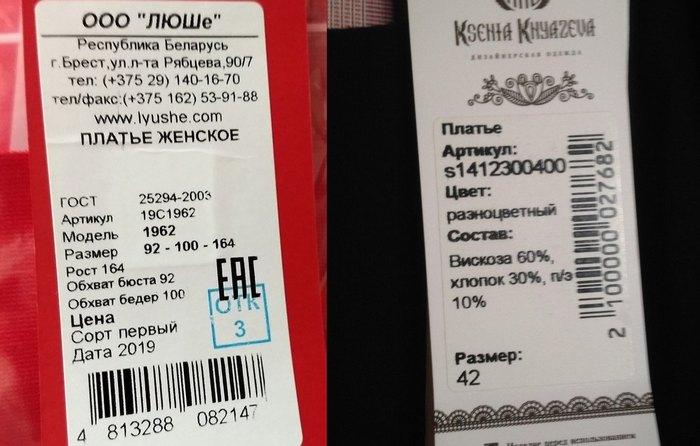 ООО "ЛЮШе"
Республика Беларусь
г.Брест,ул.л-та Рябцева,90/7
тел: (+375 29) 140-16-70
тел/факс:(+375 162) 53-91-88
www.lyushe.com
ПЛАТЬЕ ЖЕНСКОЕ
ГОСТ 25294-2003
Артикул 19С1962
Модель 1962
Размер 92 - 100 - 164
Рост 164
Обхват бюста 92
Обхват бедер 100
Цена
Сорт первый
Дата 2019
ЕАС
ОТК
3
4 813288 082147
KSENIA KNYAZEVA
ДИЗАЙНЕРСКАЯ ОДЕЖДА
Платье
Артикул:
s1412300400
Цвет:
разноцветный
Состав:
Вискоза 60%,
хлопок 30%, п/э
10%
Размер:
42
2 100000 027682
перед использованием